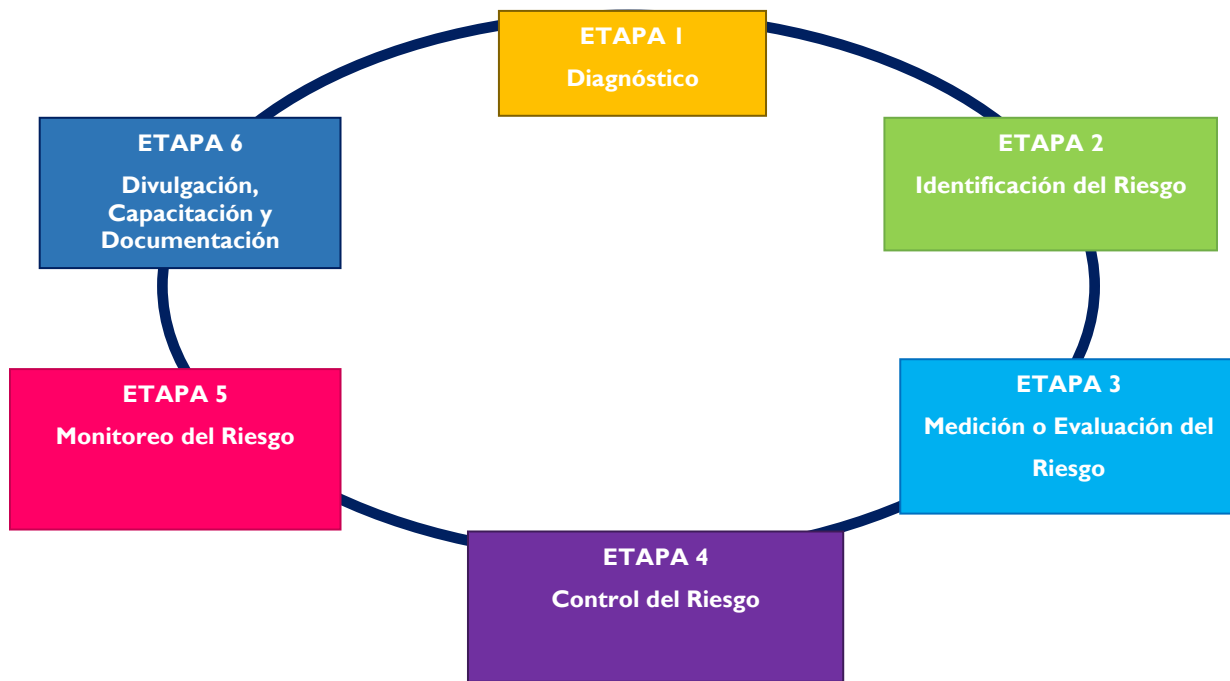 ETAPA 1
Diagnóstico
ETAPA 2
Identificación del Riesgo
ETAPA 3
Medición o Evaluación del
Riesgo
ETAPA 4
Control del Riesgo
ETAPA 5
Monitoreo del Riesgo
ETAPA 6
Divulgación,
Capacitación y
Documentación